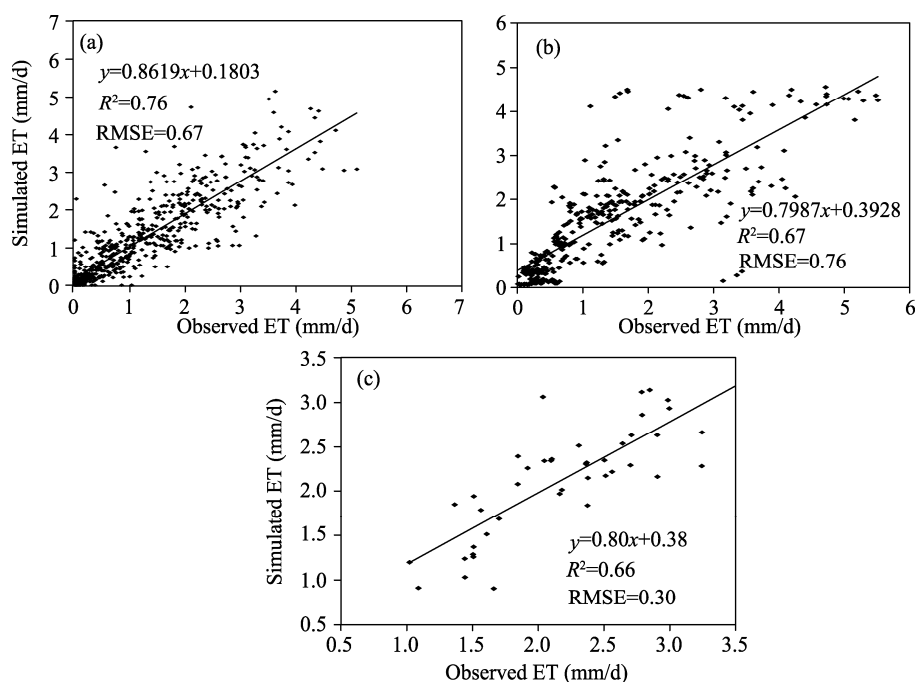 (a)
y=0.8619x+0.1803
R²=0.76
RMSE=0.67
Simulated ET (mm/d)
7
6
5
4
3
2
1
0
0 1 2 3 4 5 6 7
Observed ET (mm/d)
(b)
y=0.7987x+0.3928
R²=0.67
RMSE=0.76
Simulated ET (mm/d)
6
5
4
3
2
1
0
0 1 2 3 4 5 6
Observed ET (mm/d)
(c)
y=0.80x+0.38
R²=0.66
RMSE=0.30
Simulated ET (mm/d)
3.5
3.0
2.5
2.0
1.5
1.0
0.5
0.5 1.0 1.5 2.0 2.5 3.0 3.5
Observed ET (mm/d)